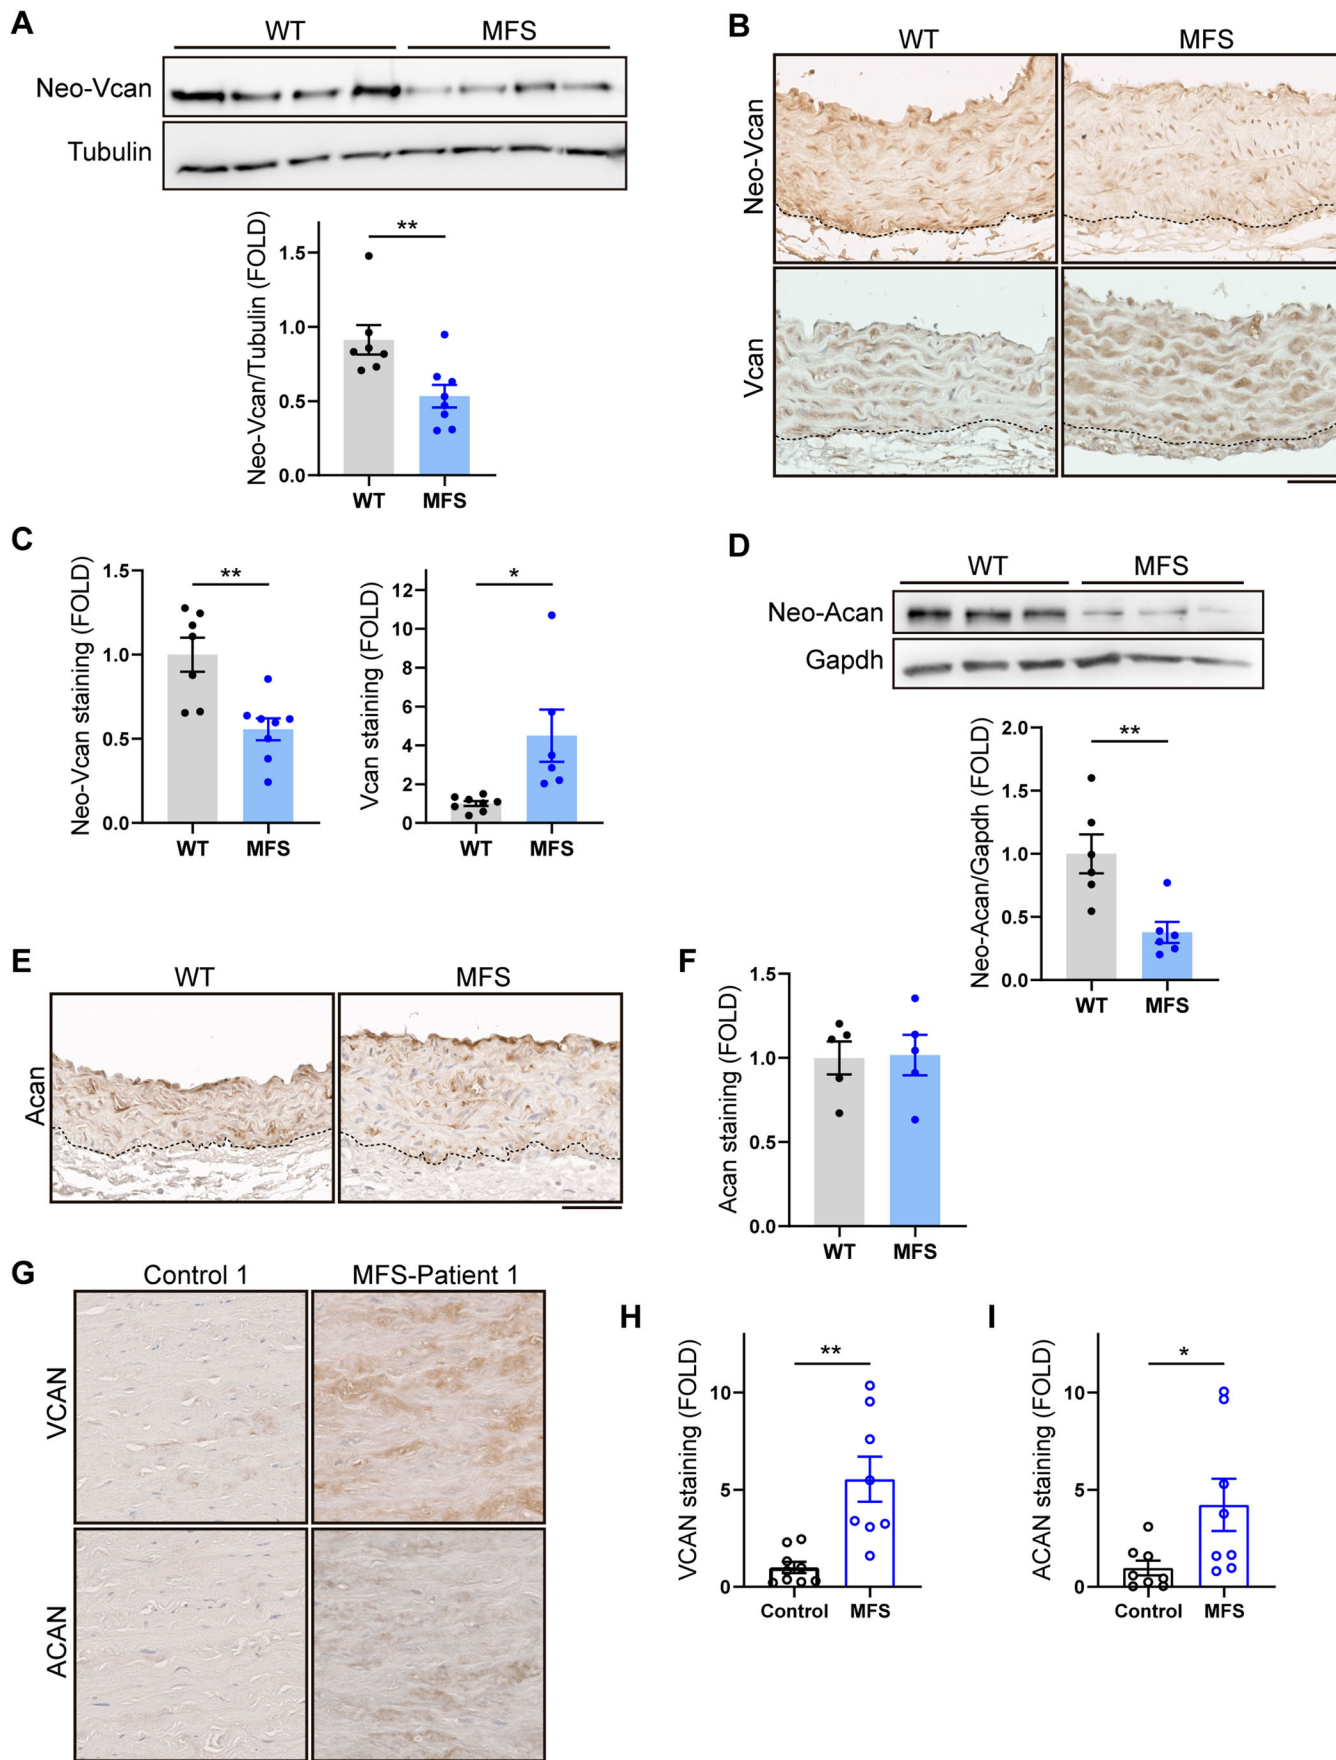 A
WT MFS
Neo-Vcan
Tubulin
Neo-Vcan/Tubulin (FOLD)
1.5
1.0
0.5
0.0
**
WT MFS
B
WT MFS
Neo-Vcan
Vcan
C
Neo-Vcan staining (FOLD)
1.5
1.0
0.5
0.0
**
WT MFS
Vcan staining (FOLD)
12
10
8
6
4
2
0
*
WT MFS
D
WT MFS
Neo-Acan
Gapdh
Neo-Acan/Gapdh (FOLD)
2.0
1.5
1.0
0.5
0.0
**
WT MFS
E
WT MFS
Acan
F
Acan staining (FOLD)
1.5
1.0
0.5
0.0
WT MFS
G
Control 1 MFS-Patient 1
VCAN
ACAN
H
VCAN staining (FOLD)
10
5
0
**
Control MFS
I
ACAN staining (FOLD)
10
5
0
*
Control MFS